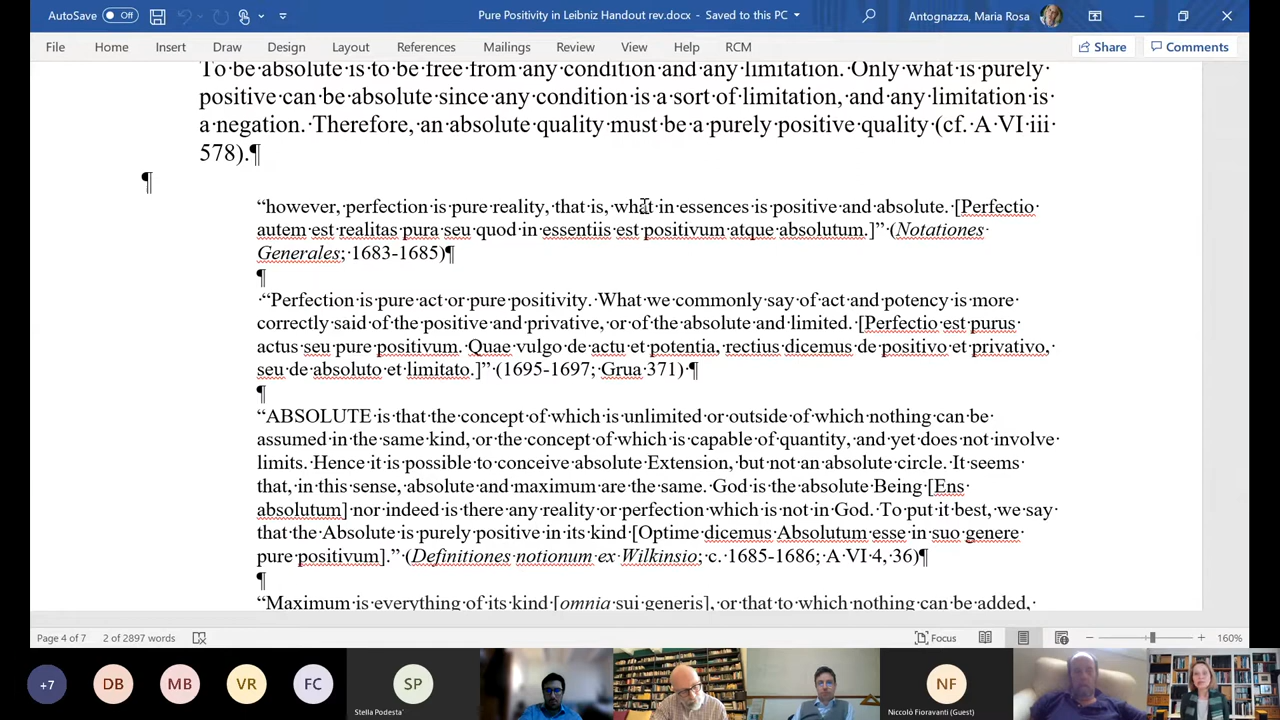 AutoSave Off Pure Positivity in Leibniz Handout rev.docx - Saved to this PC Antognazza, Maria Rosa
File Home Insert Draw Design Layout References Mailings Review View Help RCM Share Comments
To be absolute is to be free from any condition and any limitation. Only what is purely
positive can be absolute since any condition is a sort of limitation, and any limitation is
a negation. Therefore, an absolute quality must be a purely positive quality (cf. A VI iii
578).¶
¶
“however, perfection is pure reality, that is, what in essences is positive and absolute. [Perfectio
autem est realitas pura seu quod in essentiis est positivum atque absolutum.]” (Notationes
Generales; 1683-1685)¶
¶
“Perfection is pure act or pure positivity. What we commonly say of act and potency is more
correctly said of the positive and privative, or of the absolute and limited. [Perfectio est purus
actus seu pure positivum. Quae vulgo de actu et potentia, rectius dicemus de positivo et privativo,
seu de absoluto et limitato.]” (1695-1697; Grua 371) ¶
¶
“ABSOLUTE is that the concept of which is unlimited or outside of which nothing can be
assumed in the same kind, or the concept of which is capable of quantity, and yet does not involve
limits. Hence it is possible to conceive absolute Extension, but not an absolute circle. It seems
that, in this sense, absolute and maximum are the same. God is the absolute Being [Ens
absolutum] nor indeed is there any reality or perfection which is not in God. To put it best, we say
that the Absolute is purely positive in its kind [Optime dicemus Absolutum esse in suo genere
pure positivum].” (Definitiones notionum ex Wilkinsio; c. 1685-1686; A VI 4, 36)¶
¶
“Maximum is everything of its kind [omnia sui generis], or that to which nothing can be added,
Page 4 of 7 2 of 2897 words Focus 160%
+7 DB MB VR FC SP NF
Stella Podesta` Niccolò Fioravanti (Guest)